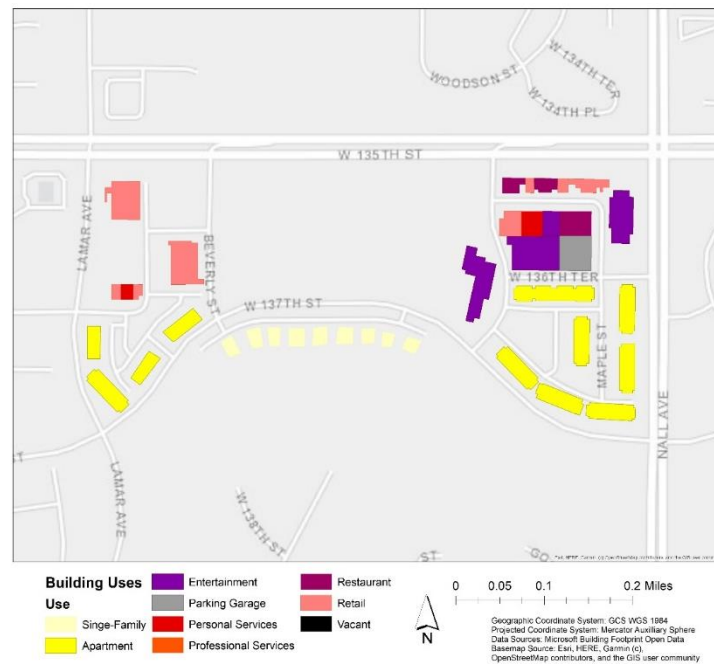 WOODSON ST
W 134TH TER
W 134TH PL
W 135TH ST
LAMAR AVE
BEVERLY ST
W 136TH TER
W 137TH ST
MAPLE ST
NALL AVE
LAMAR AVE
W 138TH ST
ST
ST
GO
Building Uses
Use
Singe-Family
Apartment
Entertainment
Parking Garage
Personal Services
Professional Services
Restaurant
Retail
Vacant
N
0 0.05 0.1 0.2 Miles
Geographic Coordinate System: GCS WGS 1984
Projected Coordinate System: Mercator Auxilliary Sphere
Data Sources: Microsoft Building Footprint Open Data
Basemap Source: Esri, HERE, Garmin (c),
OpenStreetMap contributors, and the GIS user community